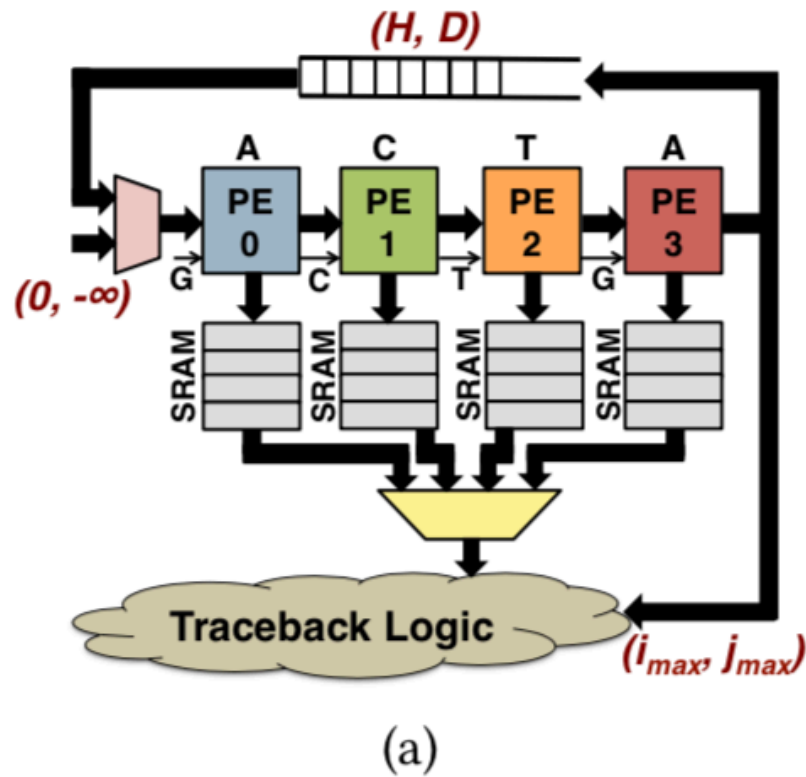 (H, D)
A C T A
PE 0
PE 1
PE 2
PE 3
G C T G
(0, -∞)
SRAM SRAM SRAM SRAM
Traceback Logic
(imax, jmax)
(a)